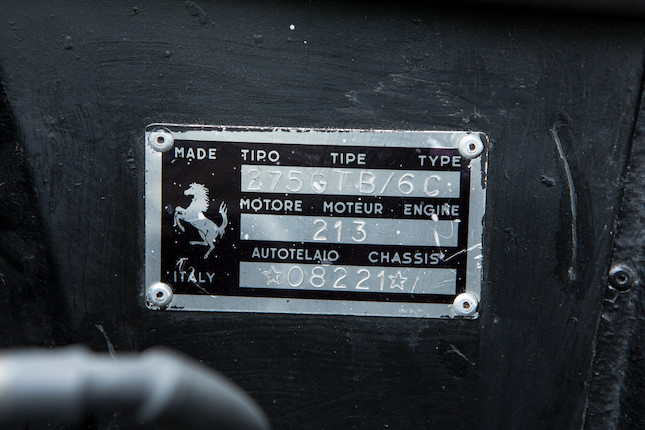 MADE TIPO TIPE TYPE
275GTB/6C
MOTORE MOTEUR ENGINE
213
AUTOTELAIO CHASSIS
ITALY ☆08221☆